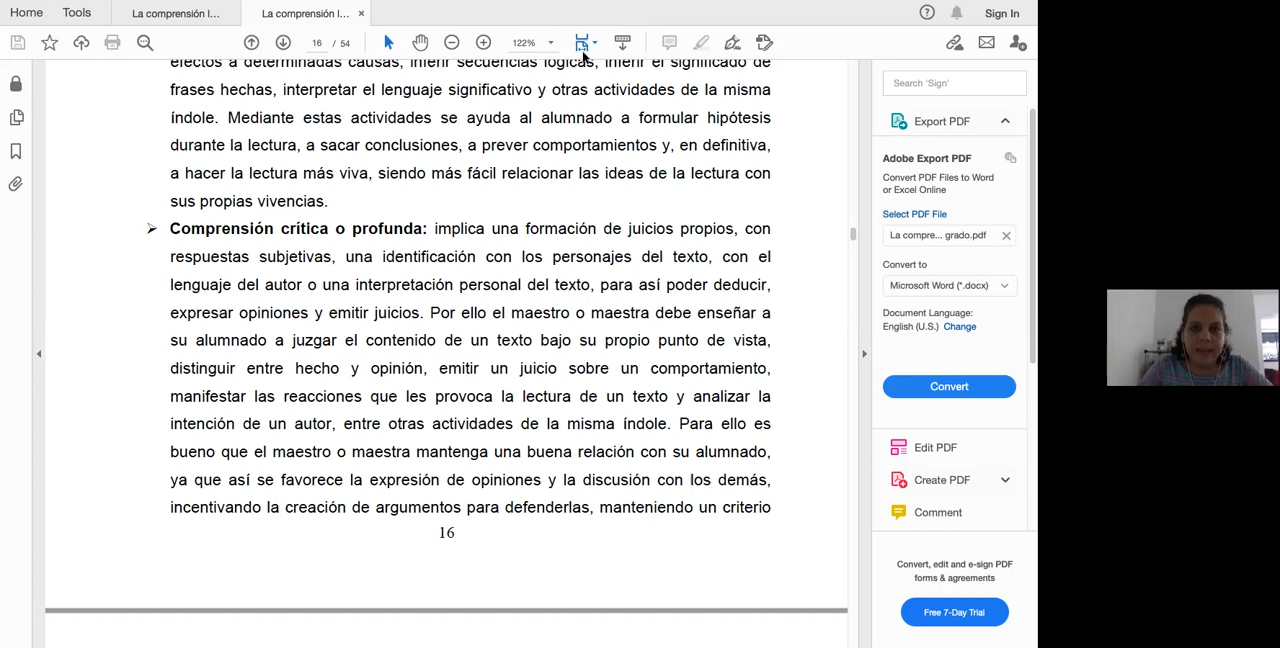 Home Tools La comprensión l... La comprensión l... × Sign In
16 / 54 122%
efectos a determinadas causas, inferir secuencias lógicas, inferir el significado de
frases hechas, interpretar el lenguaje significativo y otras actividades de la misma
índole. Mediante estas actividades se ayuda al alumnado a formular hipótesis
durante la lectura, a sacar conclusiones, a prever comportamientos y, en definitiva,
a hacer la lectura más viva, siendo más fácil relacionar las ideas de la lectura con
sus propias vivencias.
➢ Comprensión crítica o profunda: implica una formación de juicios propios, con
respuestas subjetivas, una identificación con los personajes del texto, con el
lenguaje del autor o una interpretación personal del texto, para así poder deducir,
expresar opiniones y emitir juicios. Por ello el maestro o maestra debe enseñar a
su alumnado a juzgar el contenido de un texto bajo su propio punto de vista,
distinguir entre hecho y opinión, emitir un juicio sobre un comportamiento,
manifestar las reacciones que les provoca la lectura de un texto y analizar la
intención de un autor, entre otras actividades de la misma índole. Para ello es
bueno que el maestro o maestra mantenga una buena relación con su alumnado,
ya que así se favorece la expresión de opiniones y la discusión con los demás,
incentivando la creación de argumentos para defenderlas, manteniendo un criterio
16
Search 'Sign'
Export PDF
Adobe Export PDF
Convert PDF Files to Word
or Excel Online
Select PDF File
La compre... grado.pdf
Convert to
Microsoft Word (*.docx)
Document Language:
English (U.S.) Change
Convert
Edit PDF
Create PDF
Comment
Convert, edit and e-sign PDF
forms & agreements
Free 7-Day Trial